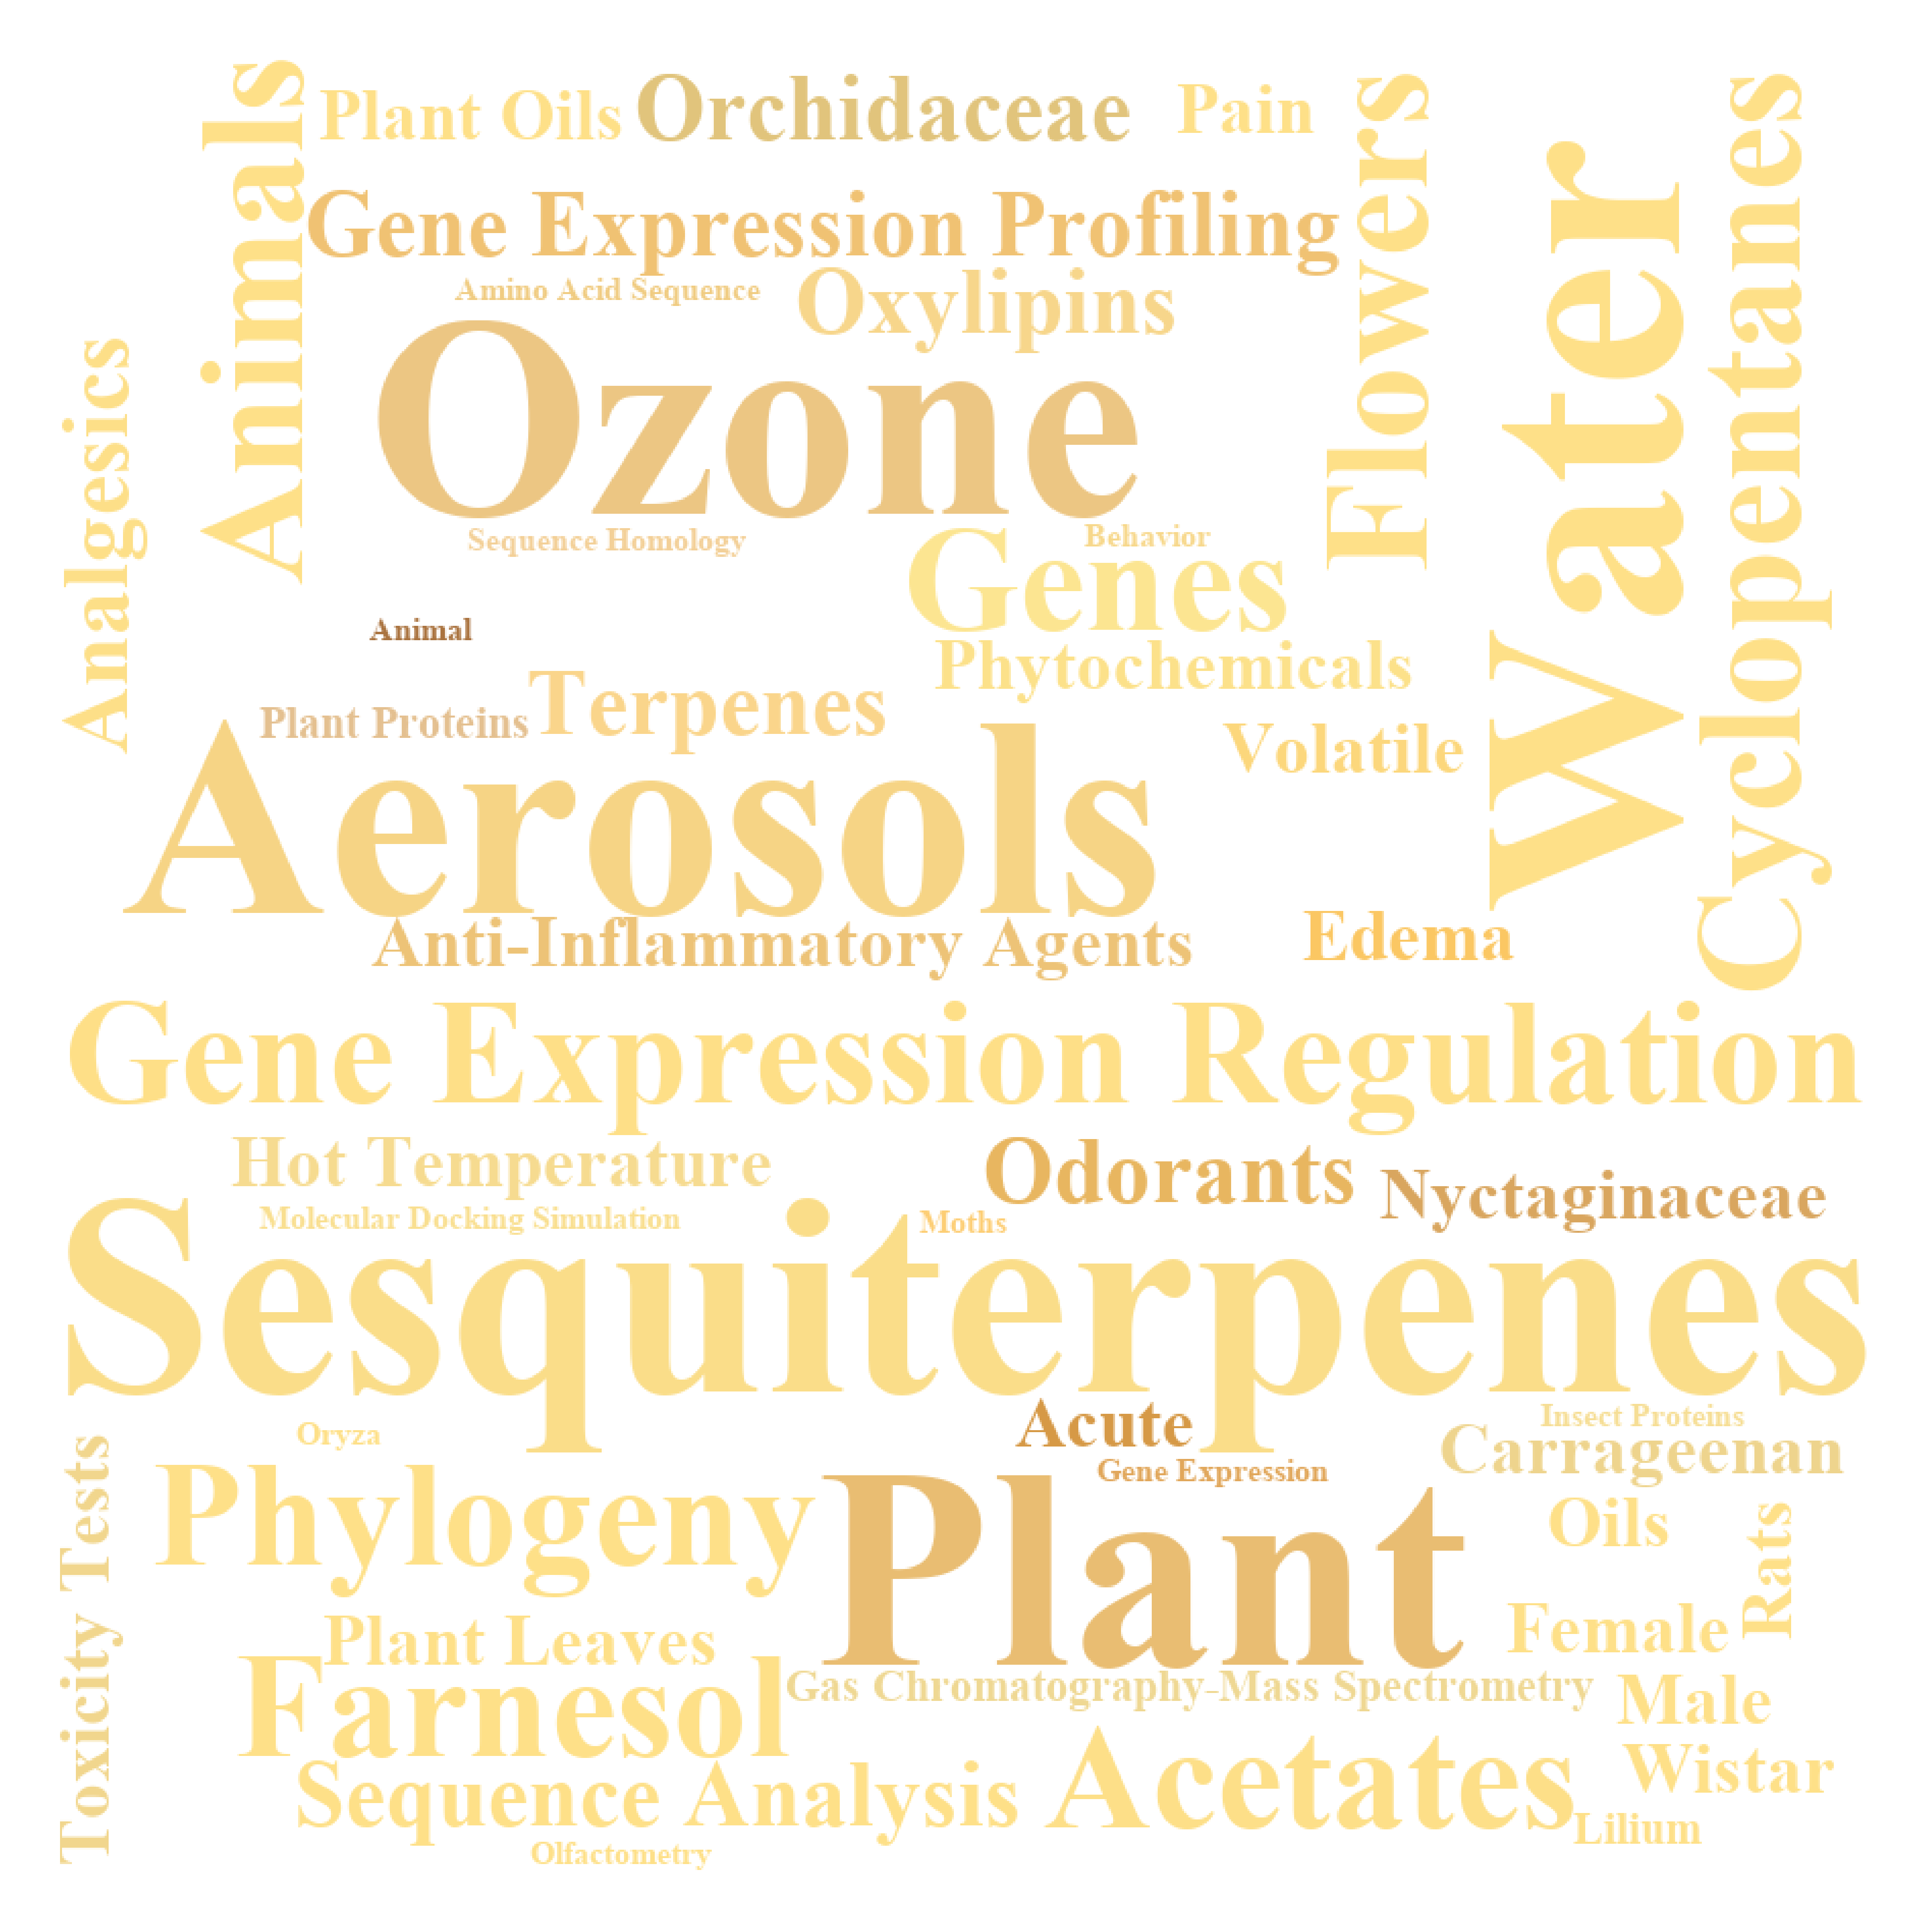 Animals
Plant Oils
Orchidaceae
Pain
Flowers
Water
Cyclopentanes
Gene Expression Profiling
Amino Acid Sequence
Oxylipins
Analgesics
Ozone
Sequence Homology
Behavior
Genes
Animal
Phytochemicals
Terpenes
Plant Proteins
Volatile
Aerosols
Anti-Inflammatory Agents
Edema
Gene Expression Regulation
Hot Temperature
Odorants
Nyctaginaceae
Molecular Docking Simulation
Moths
Sesquiterpenes
Oryza
Acute
Insect Proteins
Toxicity Tests
Carrageenan
Gene Expression
Phylogeny
Plant
Oils
Rats
Plant Leaves
Female
Farnesol
Gas Chromatography-Mass Spectrometry
Male
Sequence Analysis
Acetates
Wistar
Lilium
Olfactometry